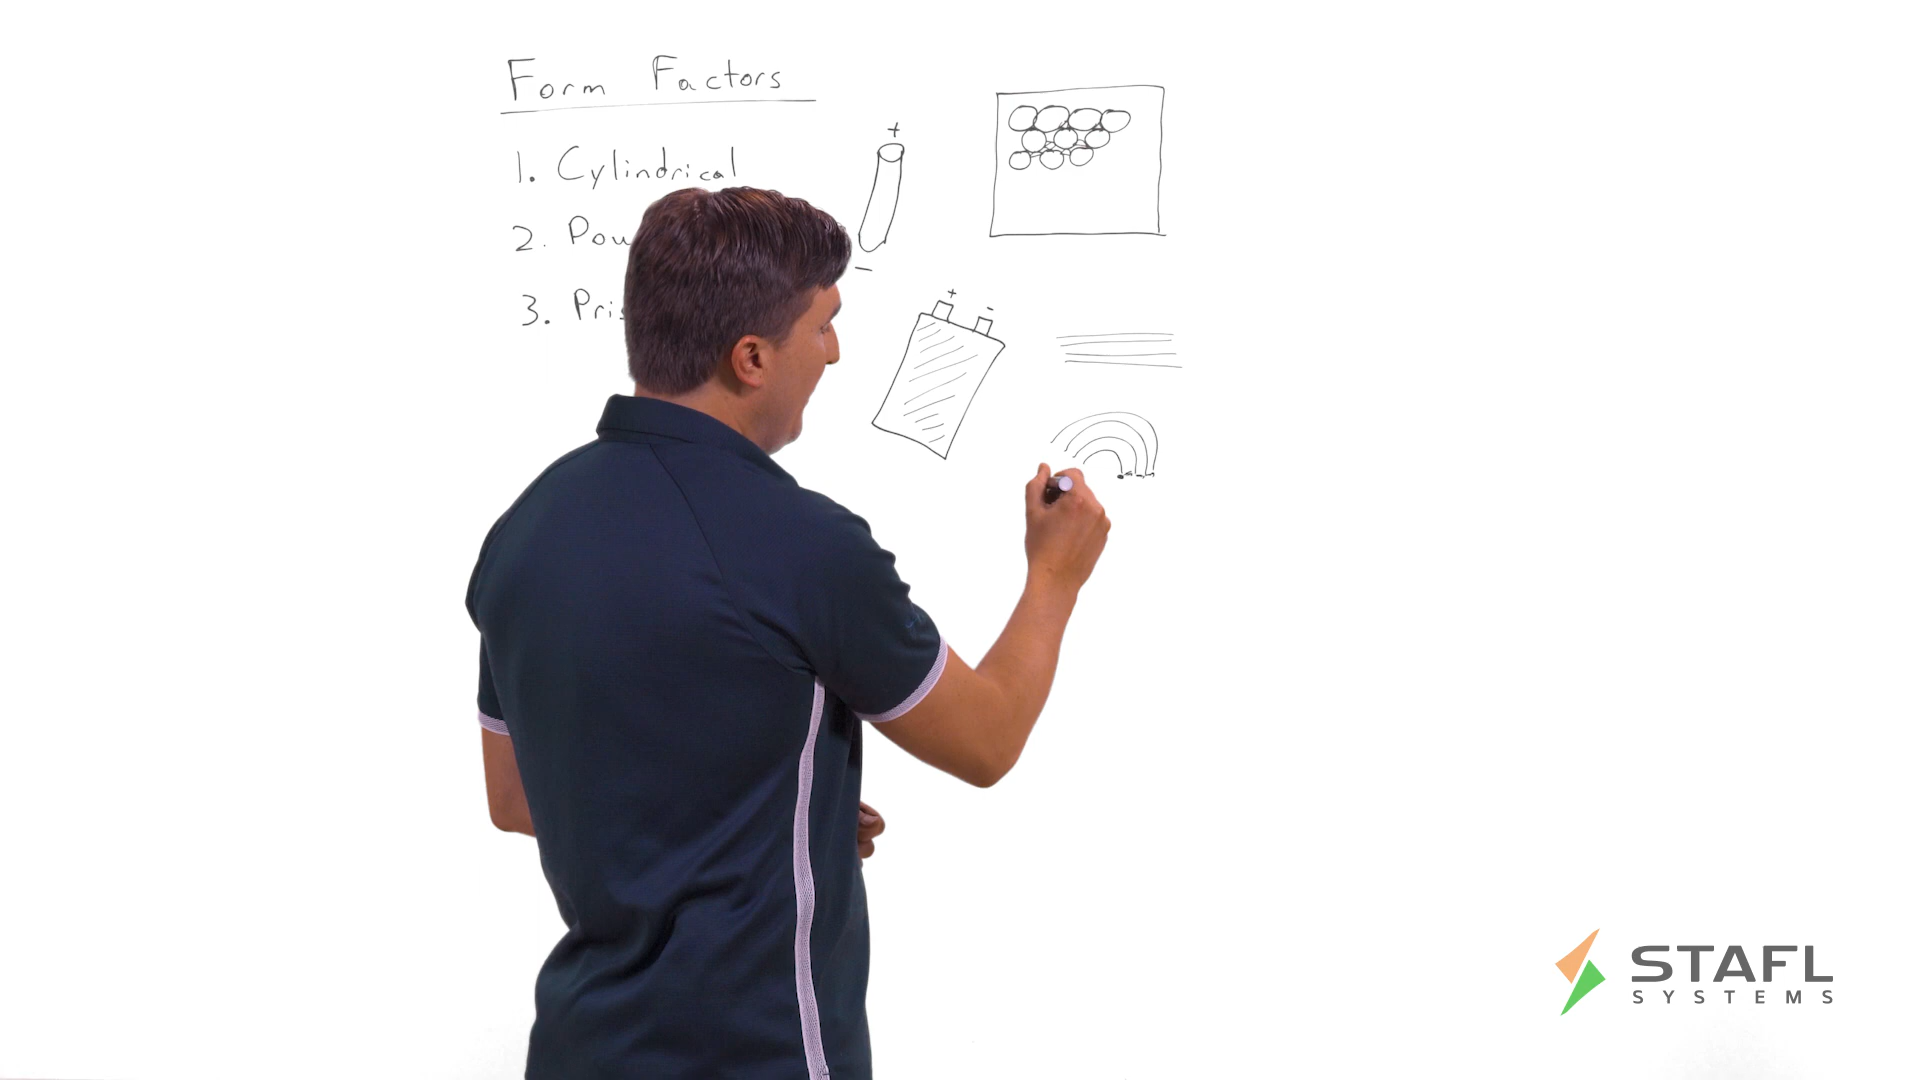 Form Factors
1. Cylindrical
2. Pou
3. Pris
+
-
+ -
STAFL
SYSTEMS